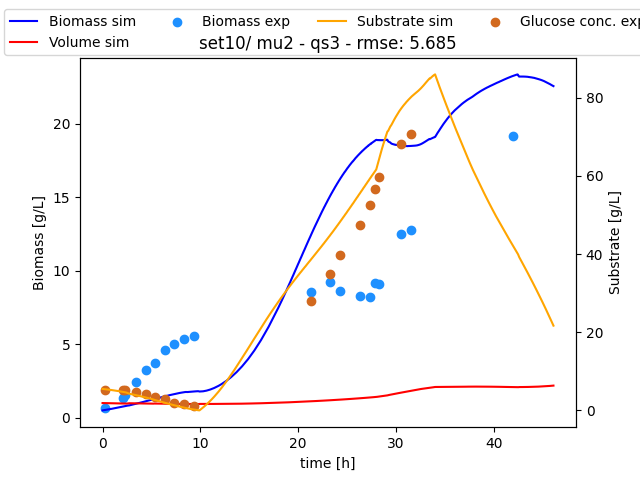 Biomass sim Biomass exp Substrate sim Glucose conc. exp
Volume sim
set10/ mu2 - qs3 - rmse: 5.685
Biomass [g/L]
20
15
10
5
0
80
60
40
20
0
Substrate [g/L]
0 10 20 30 40
time [h]